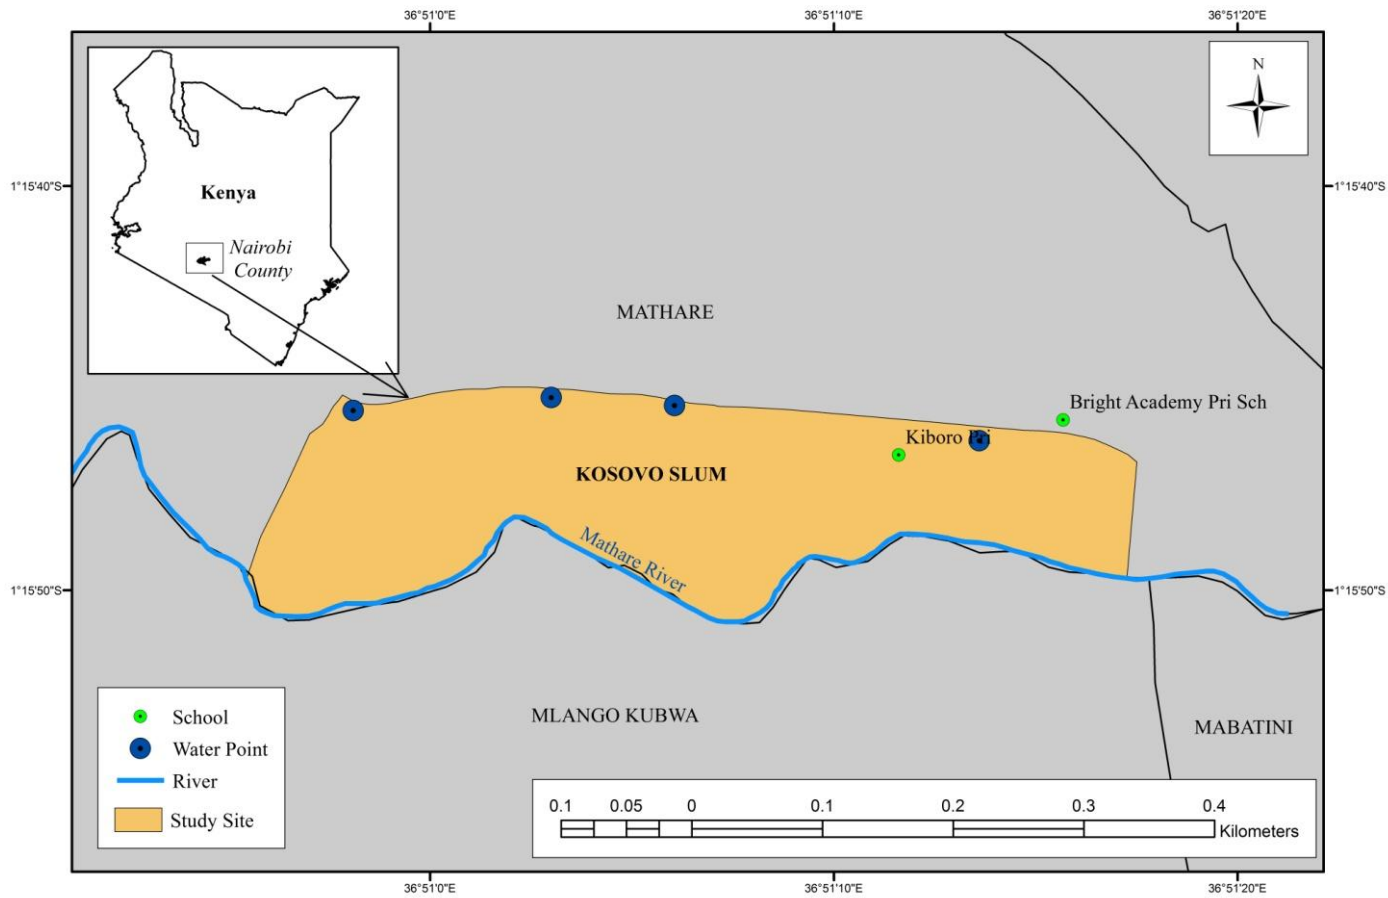 36°51'0"E
36°51'10"E
36°51'20"E
N
1°15'40"S
1°15'40"S
Kenya
Nairobi
County
MATHARE
Bright Academy Pri Sch
Kiboro Pri
KOSOVO SLUM
Mathare River
1°15'50"S
1°15'50"S
MLANGO KUBWA
MABATINI
School
Water Point
River
Study Site
0.1 0.05 0 0.1 0.2 0.3 0.4
Kilometers
36°51'0"E
36°51'10"E
36°51'20"E